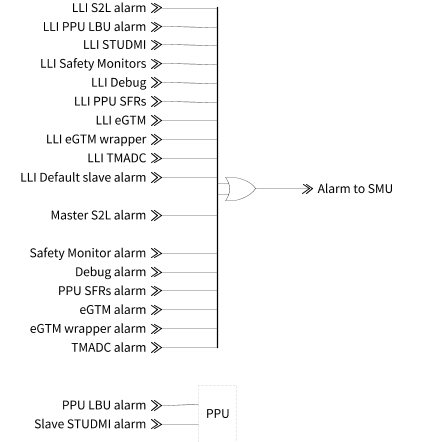 LLI S2L alarm
LLI PPU LBU alarm
LLI STUDMI
LLI Safety Monitors
LLI Debug
LLI PPU SFRs
LLI eGTM
LLI eGTM wrapper
LLI TMADC
LLI Default slave alarm
Alarm to SMU
Master S2L alarm
Safety Monitor alarm
Debug alarm
PPU SFRs alarm
eGTM alarm
eGTM wrapper alarm
TMADC alarm
PPU LBU alarm
PPU
Slave STUDMI alarm